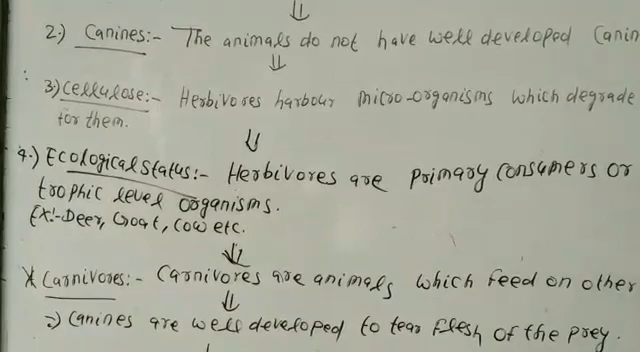 2.) Canines:- The animals do not have well developed Canin
3.) Cellulose:- Herbivores harbour micro-organisms which degrade
for them.
4.) Ecological status:- Herbivores are primary consumers or
trophic level organisms.
Ex:- Deer, Goat, Cow etc.
* Carnivores:- Carnivores are animals which feed on other
=) Canines are well developed to tear flesh of the prey.